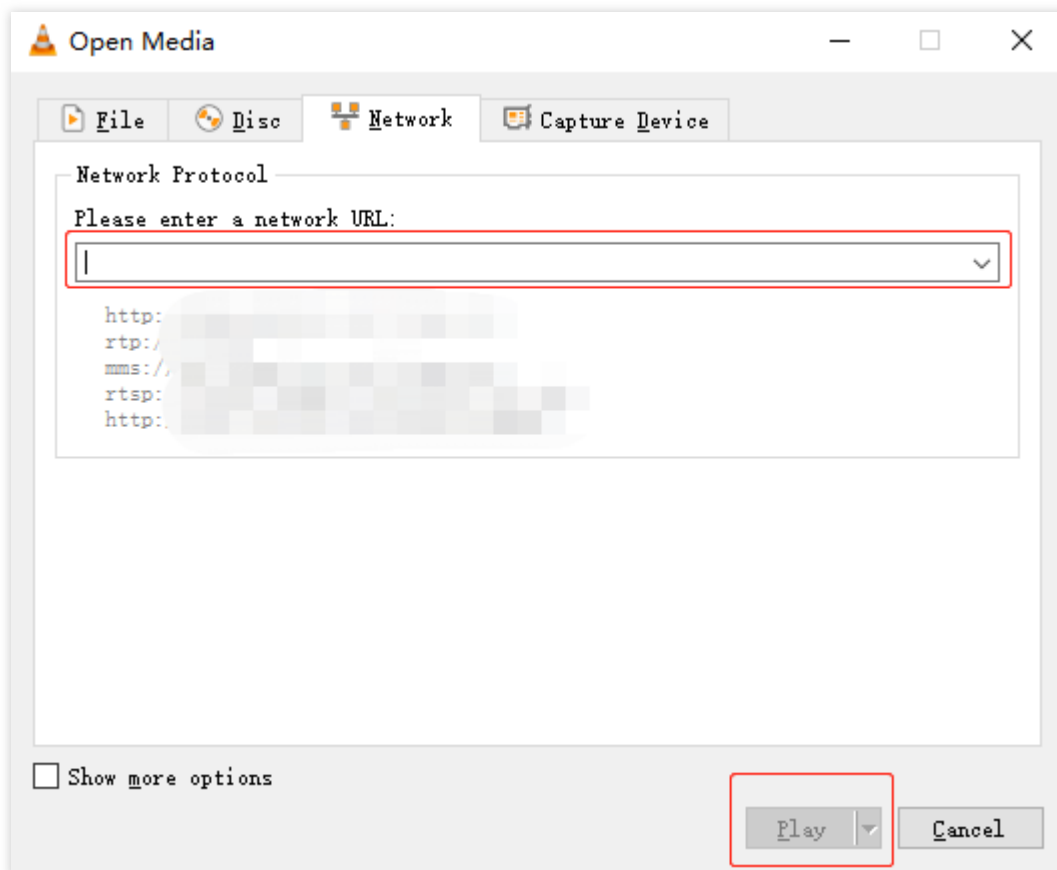 Open Media
File Disc Network Capture Device
Network Protocol
Please enter a network URL:
http:
rtp:/
mms://
rtsp:
http:
Show more options
Play Cancel